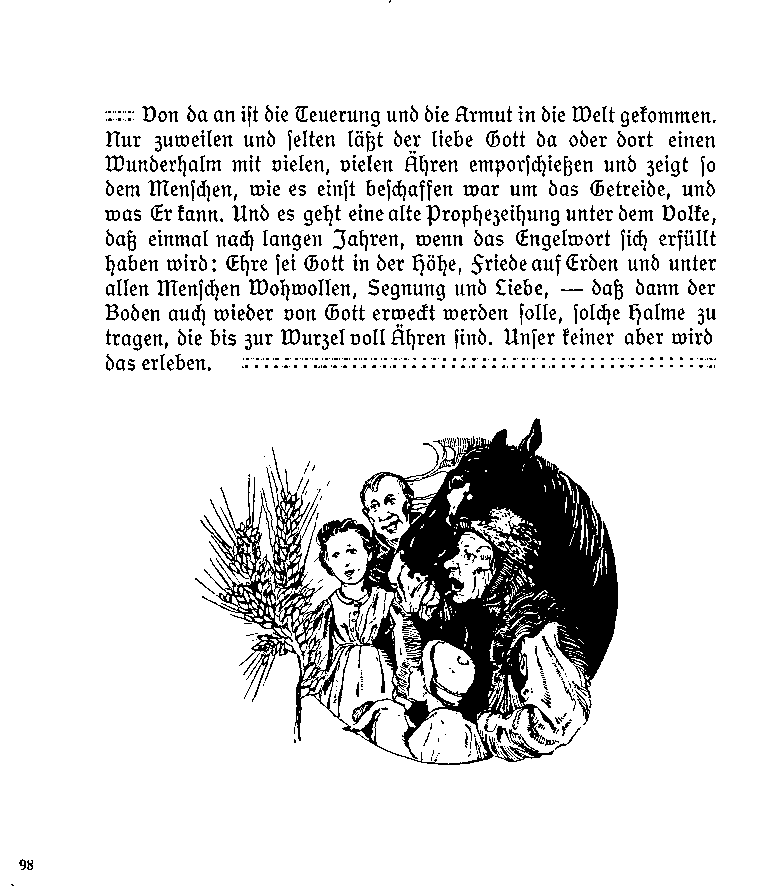 Von da an ist die Teuerung und die Armut in die Welt gekommen.
Nur zuweilen und selten läßt der liebe Gott da oder dort einen
Wunderhalm mit vielen, vielen Ähren emporschießen und zeigt so
dem Menschen, wie es einst beschaffen war um das Getreide, und
was Er kann. Und es geht eine alte Prophezeihung unter dem Volke,
daß einmal nach langen Jahren, wenn das Engelwort sich erfüllt
haben wird: Ehre sei Gott in der Höhe, Friede auf Erden und unter
allen Menschen Wohwollen, Segnung und Liebe, — daß dann der
Boden auch wieder von Gott erweckt werden solle, solche Halme zu
tragen, die bis zur Wurzel voll Ähren sind. Unser keiner aber wird
das erleben.
98